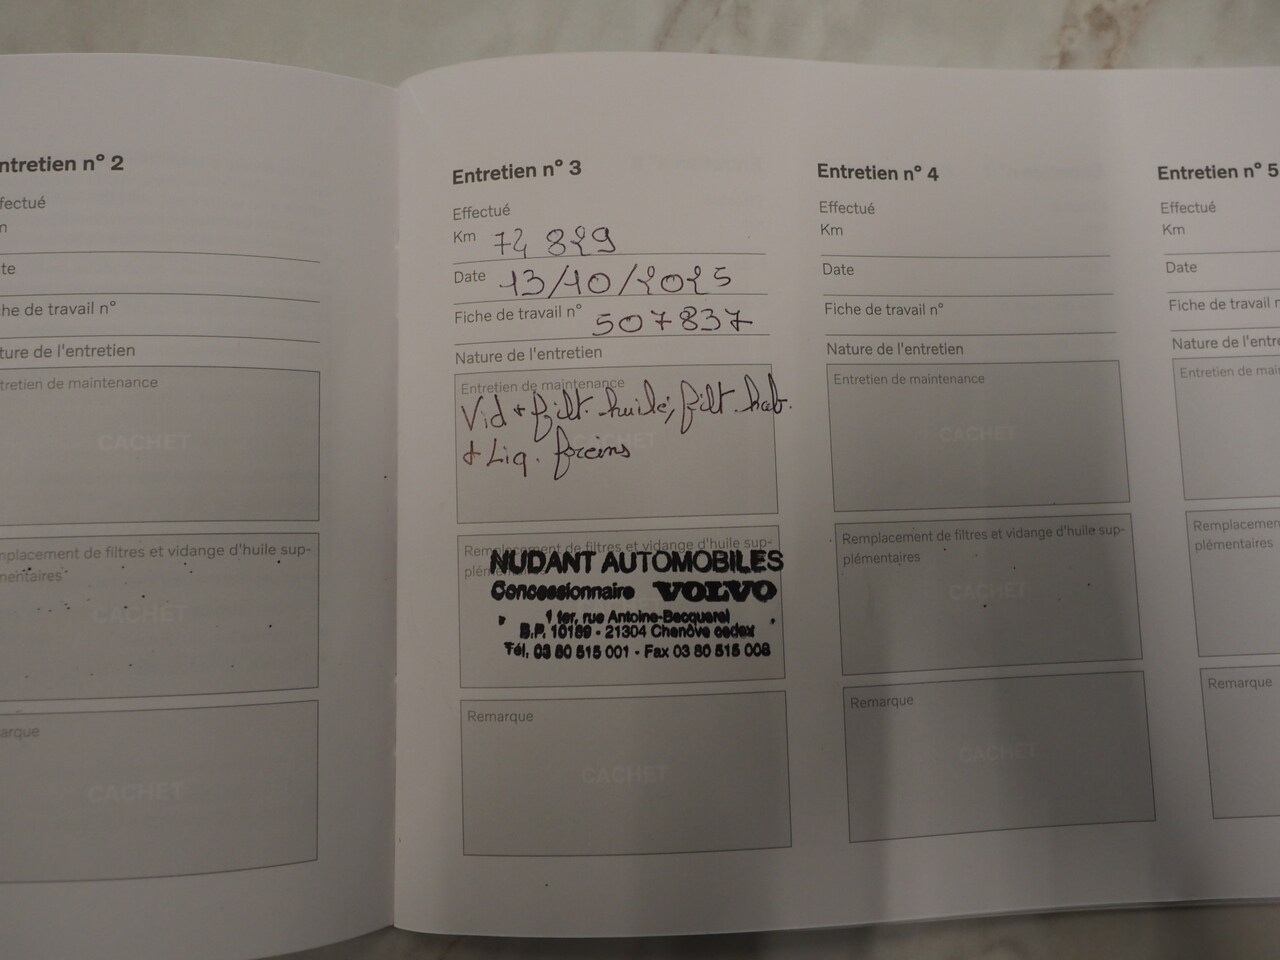 ntretien n° 2
fectué
te
he de travail n°
ture de l'entretien
tretien de maintenance
CACHET
mplacement de filtres et vidange d'huile sup-
mentaires
CACHET
arque
CACHET
Entretien n° 3
Effectué
Km 74 829
Date 13/10/2025
Fiche de travail n° 507837
Nature de l'entretien
Entretien de maintenance
Vid + filt. huile, filt. hab.
+ Liq. freins
Remplacement de filtres et vidange d'huile sup-
NUDANT AUTOMOBILES
Concessionnaire VOLVO
1 ter, rue Antoine-Becquerel
B.P. 10189 - 21304 Chenôve cedex
Tél. 03 80 515 001 - Fax 03 80 515 008
Remarque
CACHET
Entretien n° 4
Effectué
Km
Date
Fiche de travail n°
Nature de l'entretien
Entretien de maintenance
CACHET
Remplacement de filtres et vidange d'huile sup-
plémentaires
CACHET
Remarque
CACHET
Entretien n° 5
Effectué
Km
Date
Fiche de travail n
Nature de l'entre
Entretien de mai
Remplacemen
plémentaires
Remarque